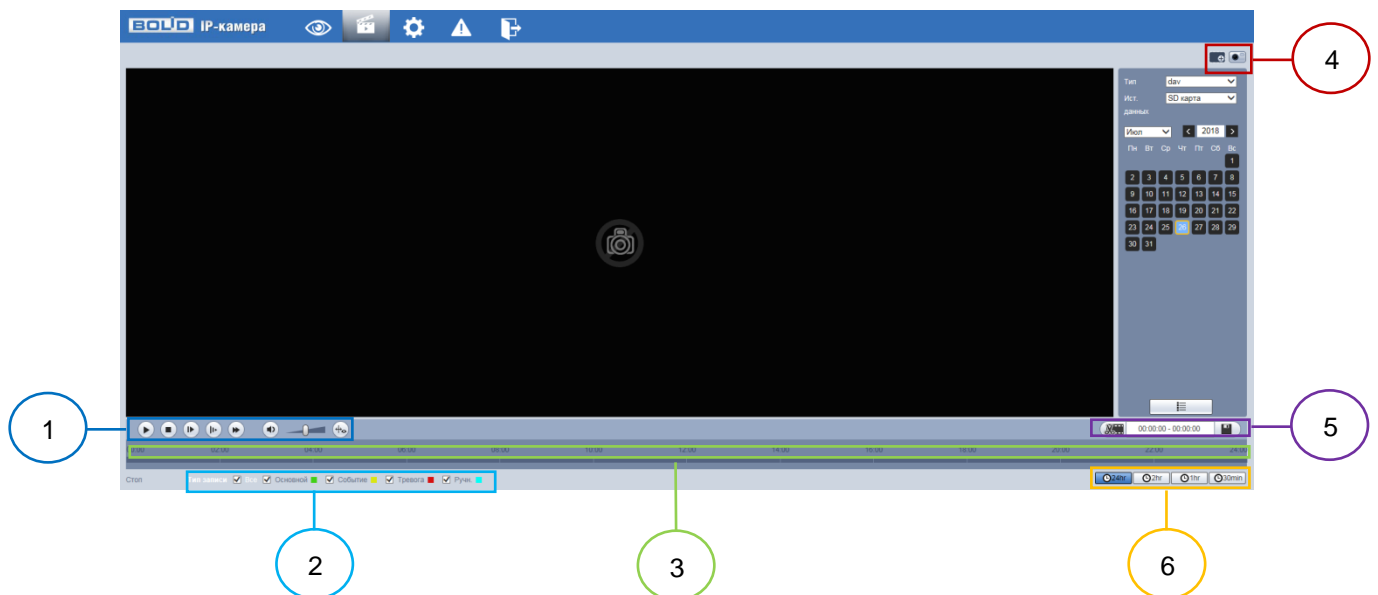 BOLID IP-камера
4
Тип dav
Ист. данных SD карта
Июл 2018
Пн Вт Ср Чт Пт Сб Вс
1
2 3 4 5 6 7 8
9 10 11 12 13 14 15
16 17 18 19 20 21 22
23 24 25 26 27 28 29
30 31
1
00:00:00 - 00:00:00
5
0:00 02:00 04:00 06:00 08:00 10:00 12:00 14:00 16:00 18:00 20:00 22:00 24:00
Стоп Тип записи Все Основной Событие Тревога Ручн.
24hr 2hr 1hr 30min
2
3
6